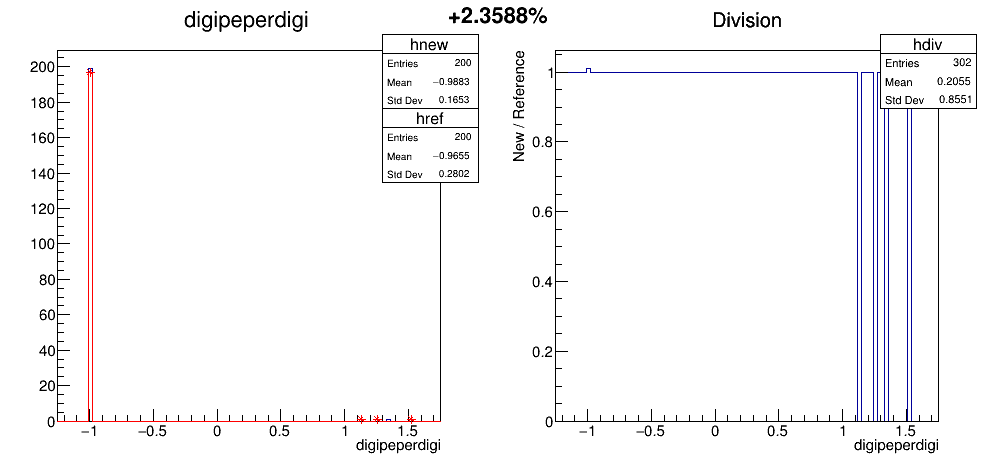 +2.3588%
digipeperdigi
hnew
Entries 200
Mean −0.9883
Std Dev 0.1653
href
Entries 200
Mean −0.9655
Std Dev 0.2802
200
180
160
140
120
100
80
60
40
20
0
−1 −0.5 0 0.5 1 1.5
digipeperdigi
Division
hdiv
Entries 302
Mean 0.2055
Std Dev 0.8551
New / Reference
1
0.8
0.6
0.4
0.2
0
−1 −0.5 0 0.5 1 1.5
digipeperdigi